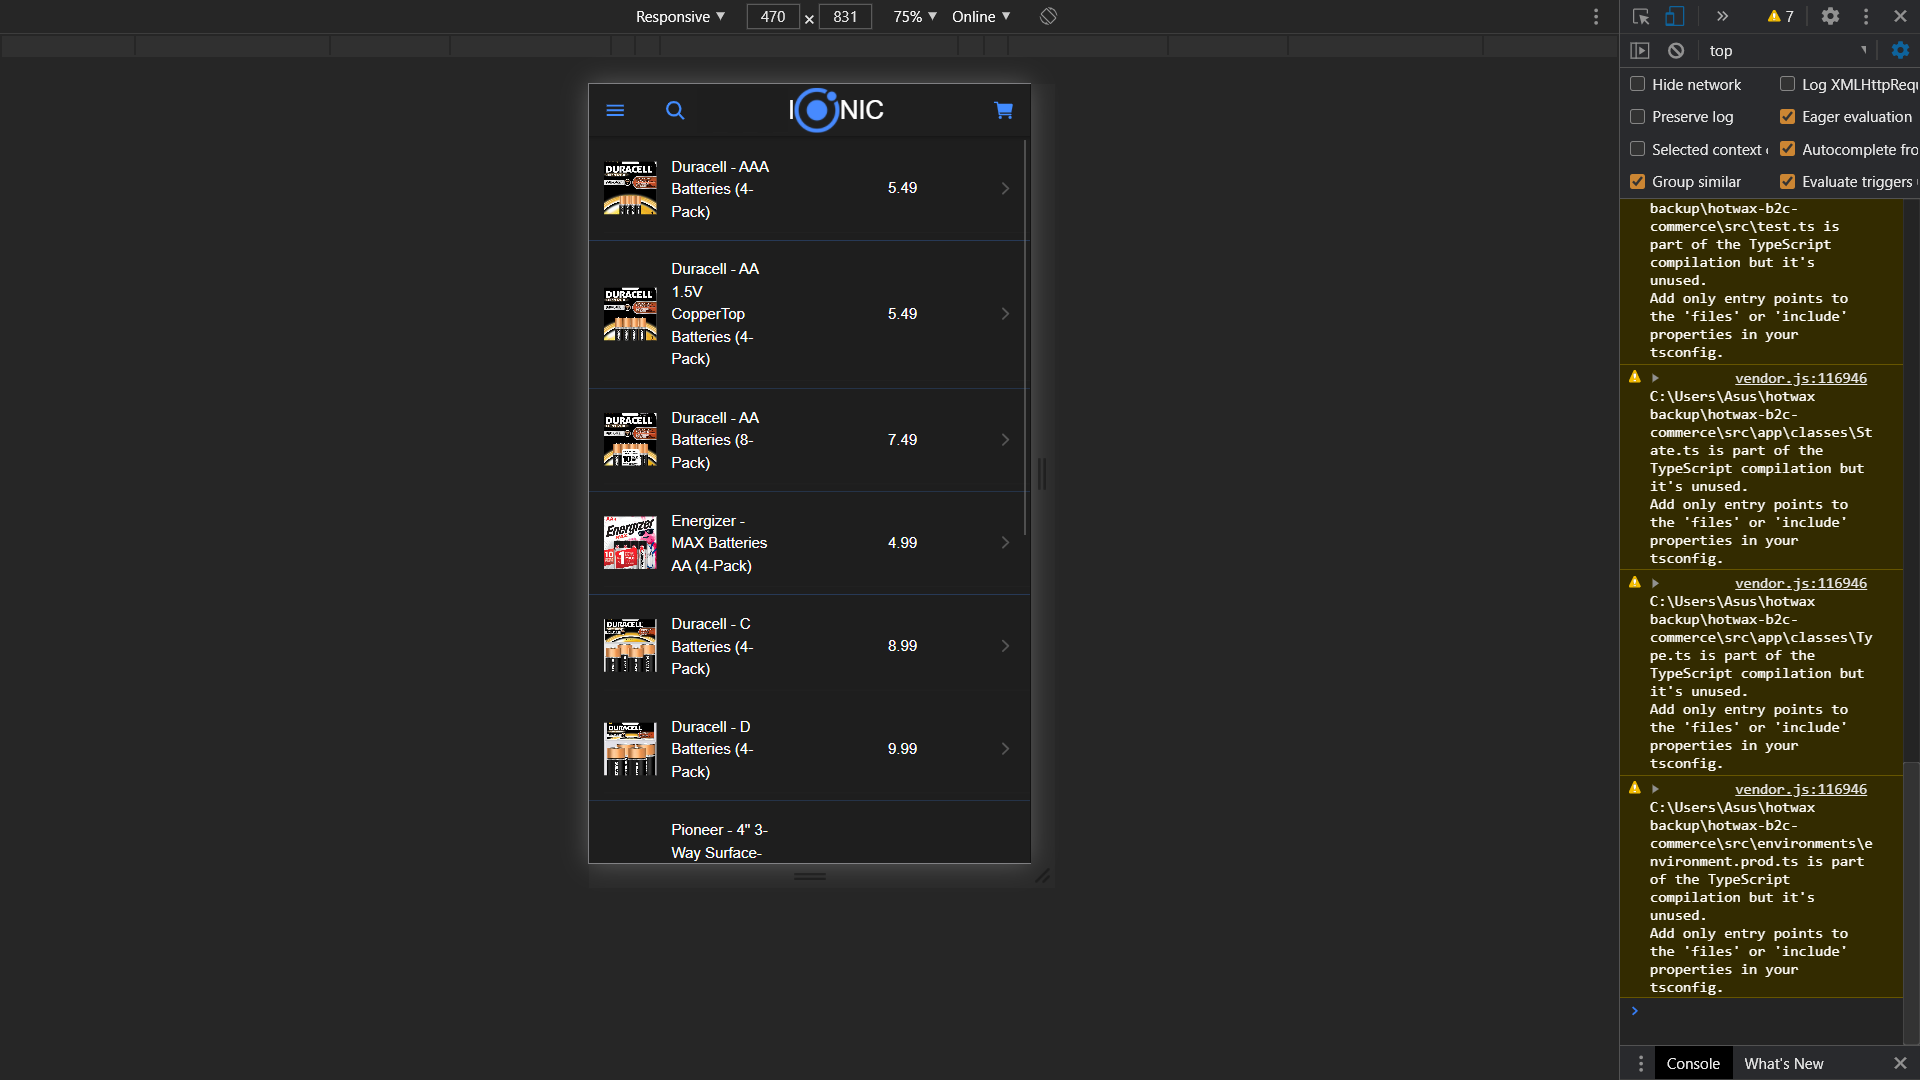 Responsive ▼ 470 × 831 75% ▼ Online ▼
7
top
Hide network
Log XMLHttpRequ
Preserve log
Eager evaluation
Selected context
Autocomplete fro
Group similar
Evaluate triggers
IONIC
DURACELL
Duracell - AAA
Batteries (4-
Pack)
5.49
DURACELL
Duracell - AA
1.5V
CopperTop
Batteries (4-
Pack)
5.49
DURACELL
Duracell - AA
Batteries (8-
Pack)
7.49
Energizer
Energizer -
MAX Batteries
AA (4-Pack)
4.99
DURACELL
Duracell - C
Batteries (4-
Pack)
8.99
DURACELL
Duracell - D
Batteries (4-
Pack)
9.99
Pioneer - 4" 3-
Way Surface-
backup\hotwax-b2c-
commerce\src\test.ts is
part of the TypeScript
compilation but it's
unused.
Add only entry points to
the 'files' or 'include'
properties in your
tsconfig.
vendor.js:116946
C:\Users\Asus\hotwax
backup\hotwax-b2c-
commerce\src\app\classes\St
ate.ts is part of the
TypeScript compilation but
it's unused.
Add only entry points to
the 'files' or 'include'
properties in your
tsconfig.
vendor.js:116946
C:\Users\Asus\hotwax
backup\hotwax-b2c-
commerce\src\app\classes\Ty
pe.ts is part of the
TypeScript compilation but
it's unused.
Add only entry points to
the 'files' or 'include'
properties in your
tsconfig.
vendor.js:116946
C:\Users\Asus\hotwax
backup\hotwax-b2c-
commerce\src\environments\e
nvironment.prod.ts is part
of the TypeScript
compilation but it's
unused.
Add only entry points to
the 'files' or 'include'
properties in your
tsconfig.
Console What's New